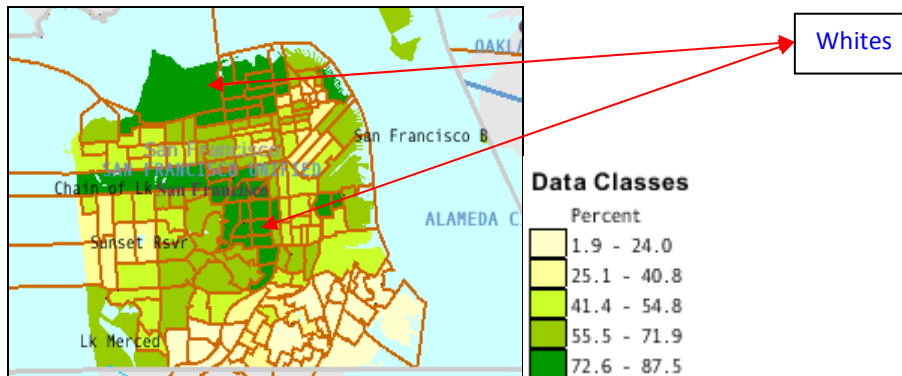 OAKLA
Whites
San Francisco B
San Francisco
SAN FRANCISCO UNIFIED
Chain of Lk
San Francisco
ALAMEDA C
Sunset Rsvr
Lk Merced
Data Classes
Percent
1.9 - 24.0
25.1 - 40.8
41.4 - 54.8
55.5 - 71.9
72.6 - 87.5